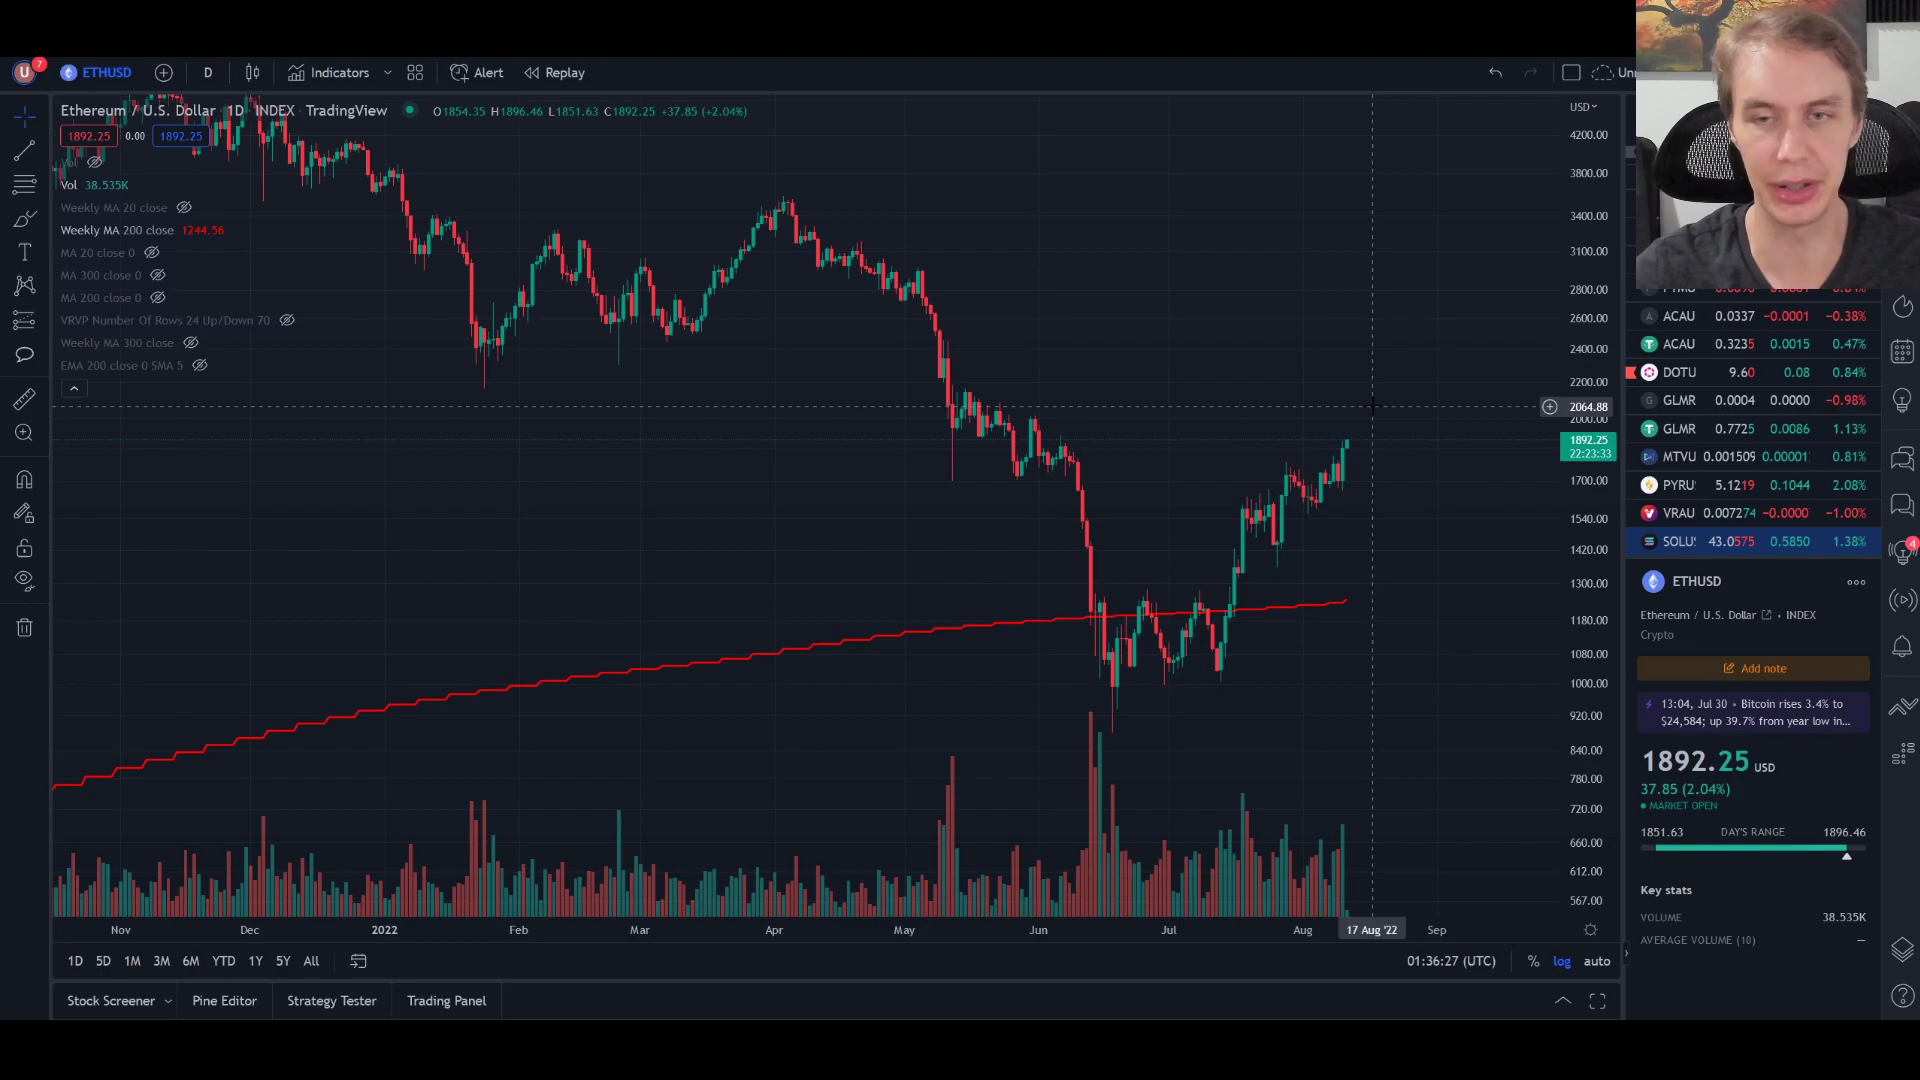 U 7 ETHUSD D Indicators Alert Replay
Ethereum / U.S. Dollar 1D INDEX TradingView O1854.35 H1896.46 L1851.63 C1892.25 +37.85 (+2.04%)
1892.25 0.00 1892.25
Vol
Vol 38.535K
Weekly MA 20 close
Weekly MA 200 close 1244.56
MA 20 close 0
MA 300 close 0
MA 200 close 0
VRVP Number Of Rows 24 Up/Down 70
Weekly MA 300 close
EMA 200 close 0 SMA 5
USD
4200.00
3800.00
3400.00
3100.00
2800.00
2600.00
2400.00
2200.00
2064.88
2000.00
1892.25
22:23:33
1700.00
1540.00
1420.00
1300.00
1180.00
1080.00
1000.00
920.00
840.00
780.00
720.00
660.00
612.00
567.00
Nov Dec 2022 Feb Mar Apr May Jun Jul Aug 17 Aug '22 Sep
1D 5D 1M 3M 6M YTD 1Y 5Y All 01:36:27 (UTC) % log auto
Stock Screener Pine Editor Strategy Tester Trading Panel
ACAU 0.0337 −0.0001 −0.38%
ACAU 0.3235 0.0015 0.47%
DOTU 9.60 0.08 0.84%
GLMR 0.0004 0.0000 −0.98%
GLMR 0.7725 0.0086 1.13%
MTVU 0.001509 0.00001 0.81%
PYRU 5.1219 0.1044 2.08%
VRAU 0.007274 −0.0000 −1.00%
SOLU 43.0575 0.5850 1.38%
4
ETHUSD
Ethereum / U.S. Dollar • INDEX
Crypto
Add note
13:04, Jul 30 • Bitcoin rises 3.4% to
$24,584; up 39.7% from year low in...
1892.25 USD
37.85 (2.04%)
MARKET OPEN
1851.63 DAY'S RANGE 1896.46
Key stats
VOLUME 38.535K
AVERAGE VOLUME (10) —